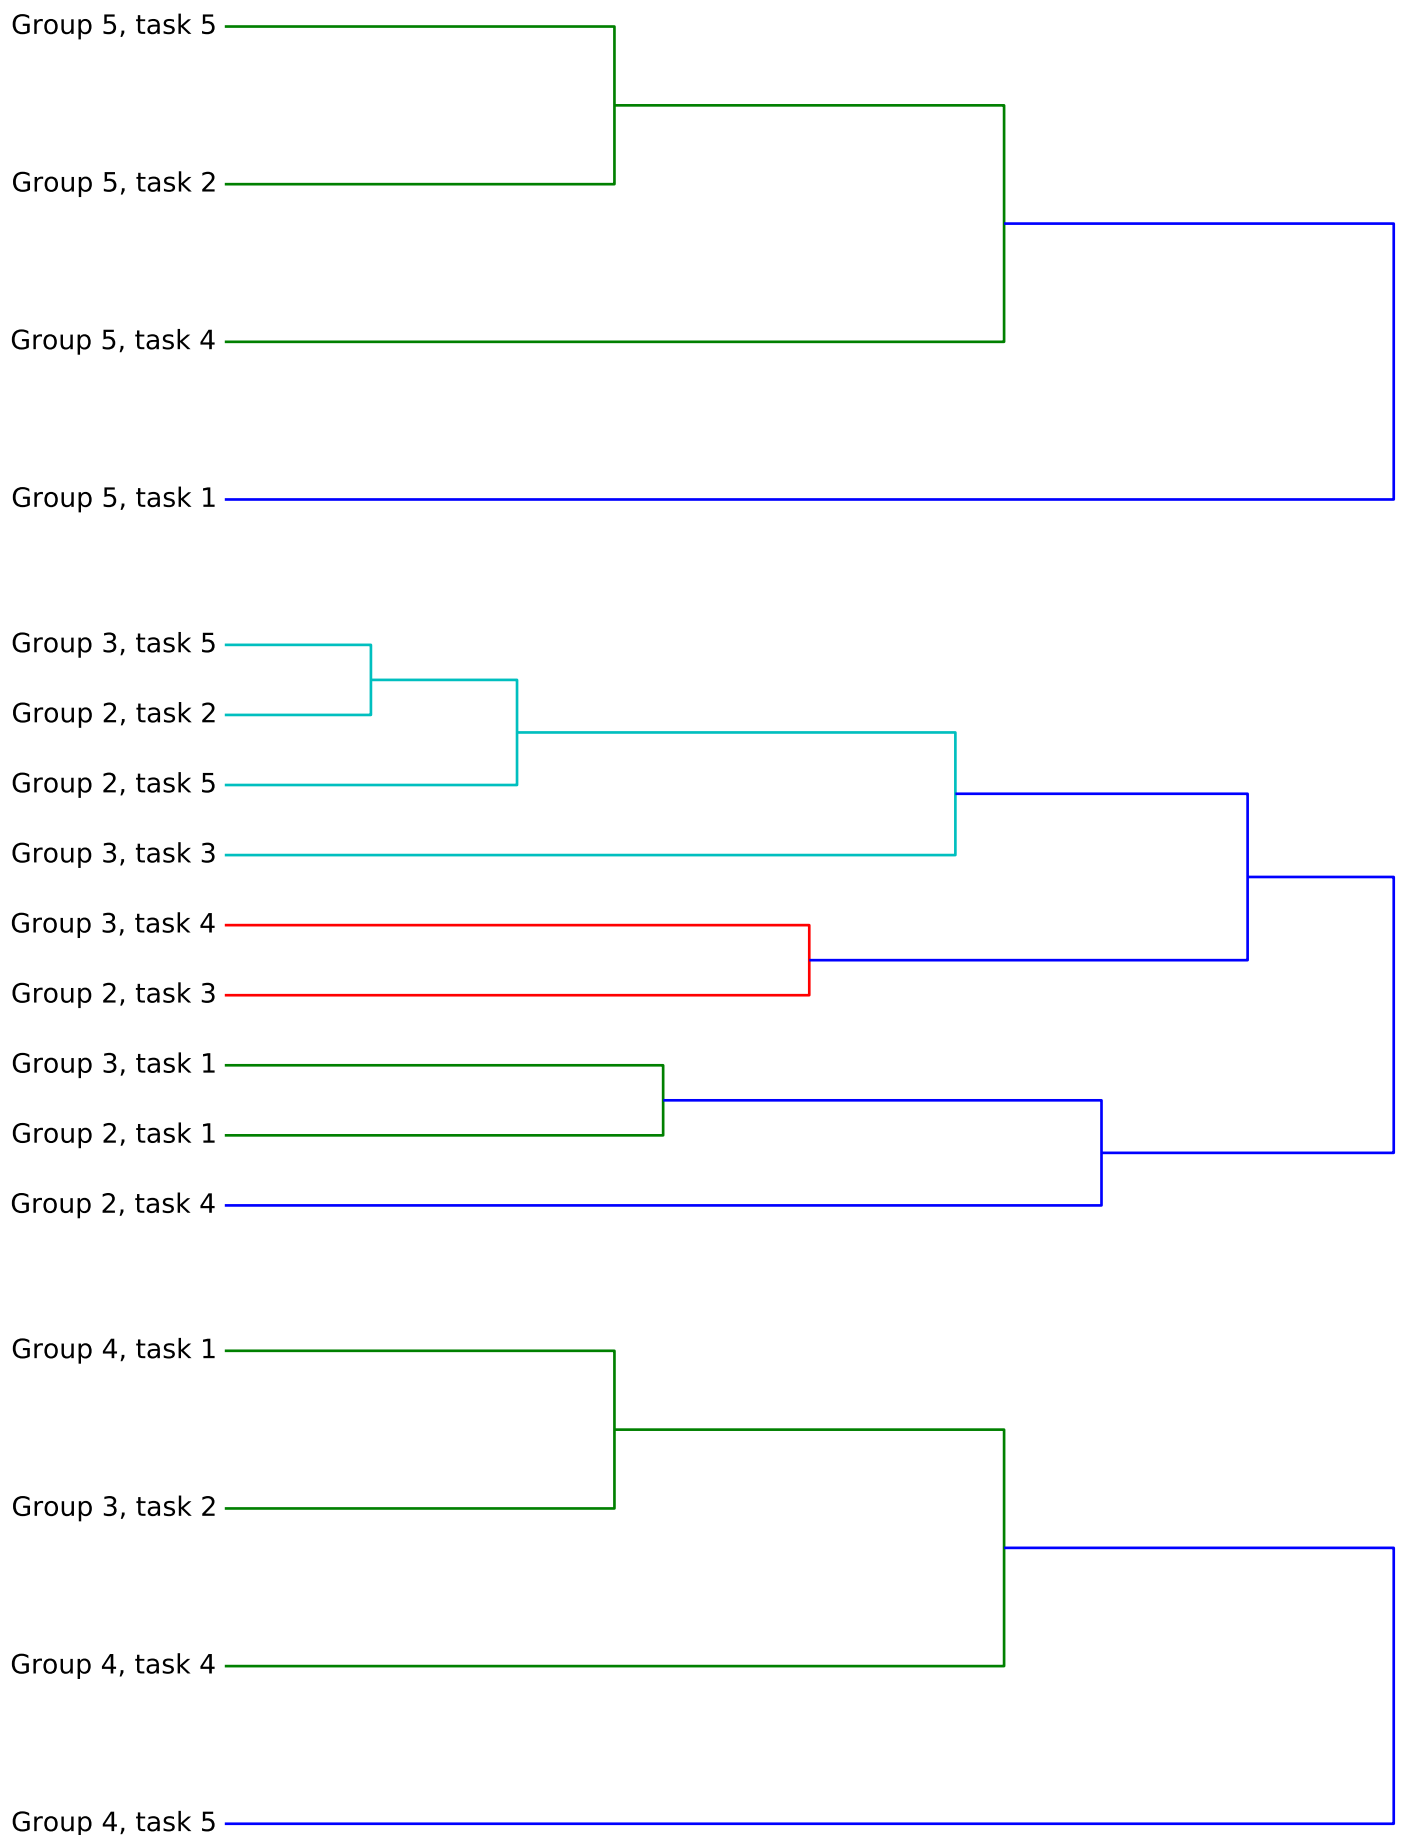 Group 5, task 5
Group 5, task 2
Group 5, task 4
Group 5, task 1
Group 3, task 5
Group 2, task 2
Group 2, task 5
Group 3, task 3
Group 3, task 4
Group 2, task 3
Group 3, task 1
Group 2, task 1
Group 2, task 4
Group 4, task 1
Group 3, task 2
Group 4, task 4
Group 4, task 5